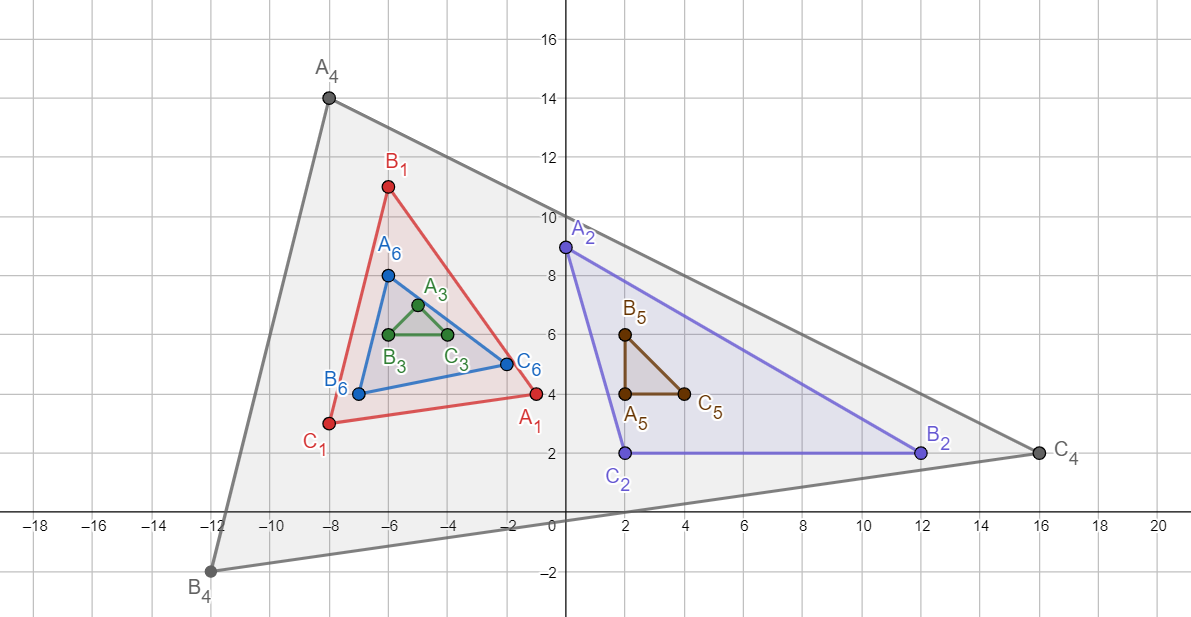 16
A₄
14
B₁
12
10
A₂
A₆
8
A₃
B₅
6
B₃
C₃
C₆
B₆
4
A₁
A₅
C₅
C₁
B₂
C₄
2
C₂
−18 −16 −14 −12 −10 −8 −6 −4 −2 0 2 4 6 8 10 12 14 16 18 20
−2
B₄